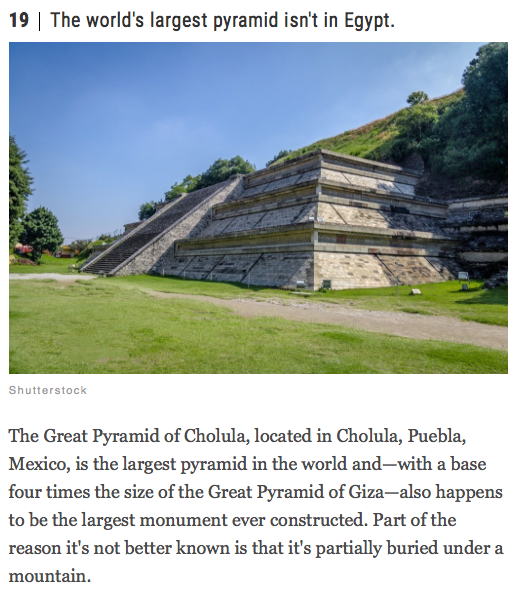 19 | The world's largest pyramid isn't in Egypt.
Shutterstock
The Great Pyramid of Cholula, located in Cholula, Puebla,
Mexico, is the largest pyramid in the world and—with a base
four times the size of the Great Pyramid of Giza—also happens
to be the largest monument ever constructed. Part of the
reason it's not better known is that it's partially buried under a
mountain.